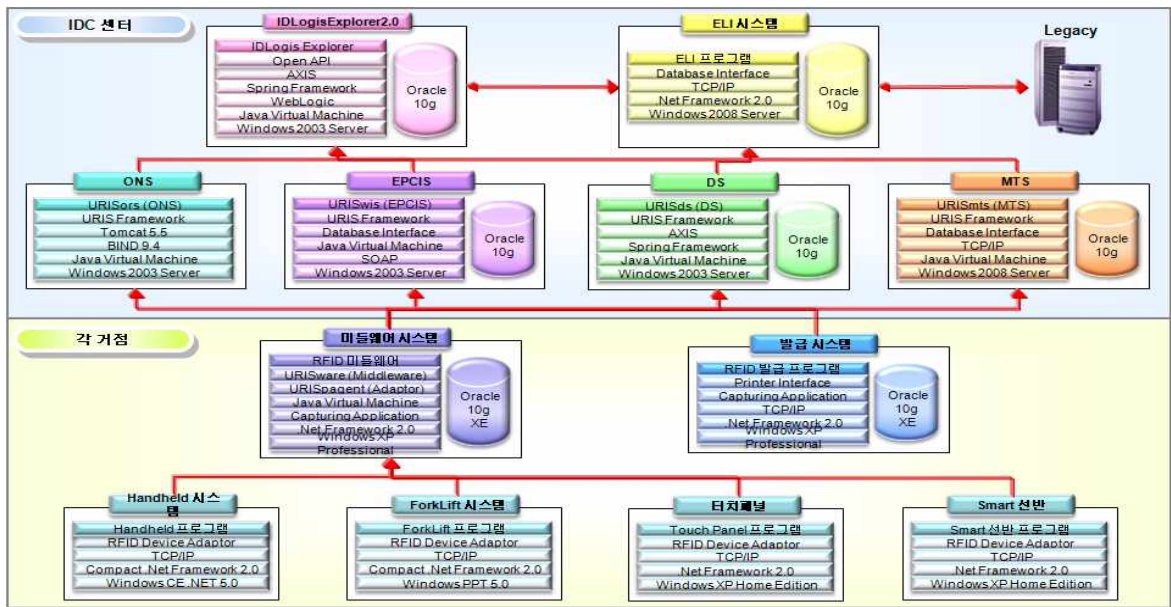 IDC 센터
IDLogisExplorer2.0
IDLogis Explorer
Open API
AXIS
Spring Framework
WebLogic
Java Virtual Machine
Windows 2003 Server
Oracle
10g
ELI 시스템
ELI 프로그램
Database Interface
TCP/IP
.Net Framework 2.0
Windows 2008 Server
Oracle
10g
Legacy
ONS
URISors (ONS)
URIS Framework
Tomcat 5.5
BIND 9.4
Java Virtual Machine
Windows 2003 Server
EPCIS
URISwis (EPCIS)
URIS Framework
Database Interface
Java Virtual Machine
SOAP
Windows 2003 Server
Oracle
10g
DS
URISds (DS)
URIS Framework
AXIS
Spring Framework
Java Virtual Machine
Windows 2003 Server
Oracle
10g
MTS
URISmts (MTS)
URIS Framework
Database Interface
TCP/IP
Java Virtual Machine
Windows 2008 Server
Oracle
10g
각 거점
미들웨어 시스템
RFID 미들웨어
URISware (Middleware)
URISpagent (Adaptor)
Java Virtual Machine
Capturing Application
.Net Framework 2.0
Windows XP
Professional
Oracle
10g
XE
발급 시스템
RFID 발급 프로그램
Printer Interface
Capturing Application
TCP/IP
.Net Framework 2.0
Windows XP
Professional
Oracle
10g
XE
Handheld 시스
템
Handheld 프로그램
RFID Device Adaptor
TCP/IP
Compact .Net Framework 2.0
Windows CE .NET 5.0
ForkLift 시스템
ForkLift 프로그램
RFID Device Adaptor
TCP/IP
Compact .Net Framework 2.0
Windows PPT 5.0
터치패널
Touch Panel 프로그램
RFID Device Adaptor
TCP/IP
.Net Framework 2.0
Windows XP Home Edition
Smart 선반
Smart 선반 프로그램
RFID Device Adaptor
TCP/IP
.Net Framework 2.0
Windows XP Home Edition